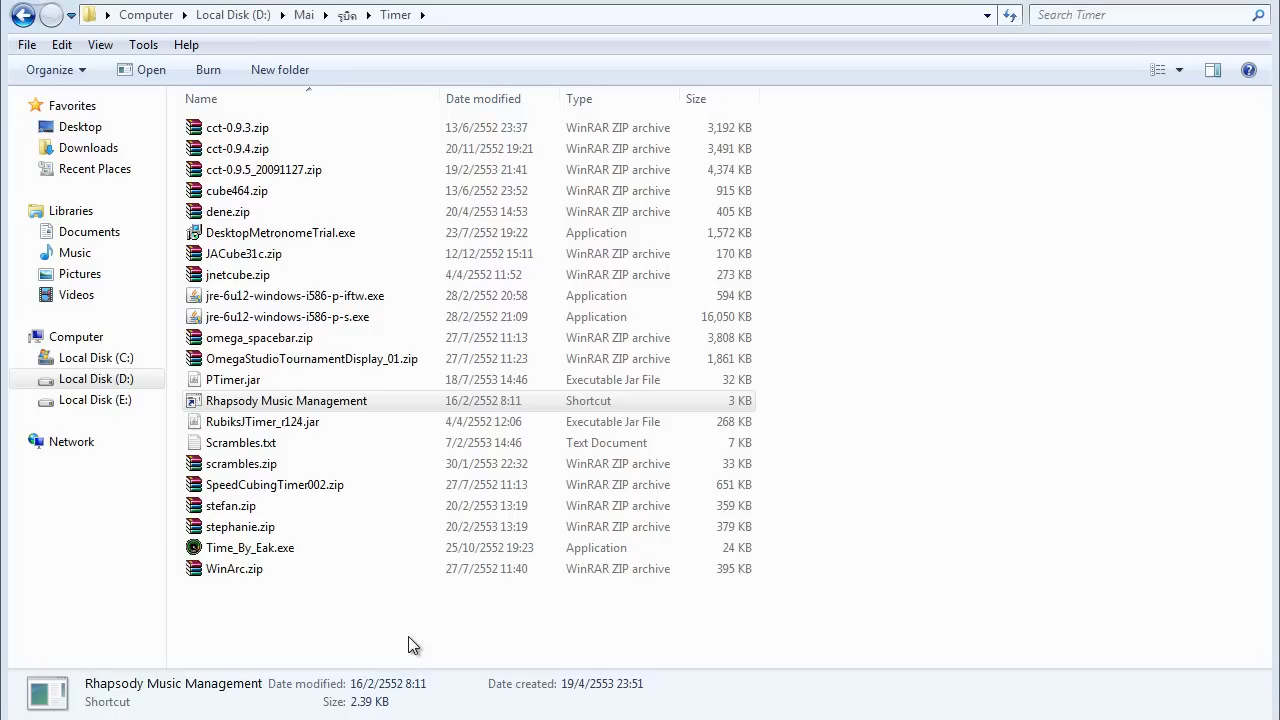 Computer Local Disk (D:) Mai รูบิค Timer Search Timer
File Edit View Tools Help
Organize Open Burn New folder
Name Date modified Type Size
Favorites
Desktop
Downloads
Recent Places
Libraries
Documents
Music
Pictures
Videos
Computer
Local Disk (C:)
Local Disk (D:)
Local Disk (E:)
Network
cct-0.9.3.zip 13/6/2552 23:37 WinRAR ZIP archive 3,192 KB
cct-0.9.4.zip 20/11/2552 19:21 WinRAR ZIP archive 3,491 KB
cct-0.9.5_20091127.zip 19/2/2553 21:41 WinRAR ZIP archive 4,374 KB
cube464.zip 13/6/2552 23:52 WinRAR ZIP archive 915 KB
dene.zip 20/4/2553 14:53 WinRAR ZIP archive 405 KB
DesktopMetronomeTrial.exe 23/7/2552 19:22 Application 1,572 KB
JACube31c.zip 12/12/2552 15:11 WinRAR ZIP archive 170 KB
jnetcube.zip 4/4/2552 11:52 WinRAR ZIP archive 273 KB
jre-6u12-windows-i586-p-iftw.exe 28/2/2552 20:58 Application 594 KB
jre-6u12-windows-i586-p-s.exe 28/2/2552 21:09 Application 16,050 KB
omega_spacebar.zip 27/7/2552 11:13 WinRAR ZIP archive 3,808 KB
OmegaStudioTournamentDisplay_01.zip 27/7/2552 11:23 WinRAR ZIP archive 1,861 KB
PTimer.jar 18/7/2553 14:46 Executable Jar File 32 KB
Rhapsody Music Management 16/2/2552 8:11 Shortcut 3 KB
RubiksJTimer_r124.jar 4/4/2552 12:06 Executable Jar File 268 KB
Scrambles.txt 7/2/2553 14:46 Text Document 7 KB
scrambles.zip 30/1/2553 22:32 WinRAR ZIP archive 33 KB
SpeedCubingTimer002.zip 27/7/2552 11:13 WinRAR ZIP archive 651 KB
stefan.zip 20/2/2553 13:19 WinRAR ZIP archive 359 KB
stephanie.zip 20/2/2553 13:19 WinRAR ZIP archive 379 KB
Time_By_Eak.exe 25/10/2552 19:23 Application 24 KB
WinArc.zip 27/7/2552 11:40 WinRAR ZIP archive 395 KB
Rhapsody Music Management Date modified: 16/2/2552 8:11 Date created: 19/4/2553 23:51
Shortcut Size: 2.39 KB